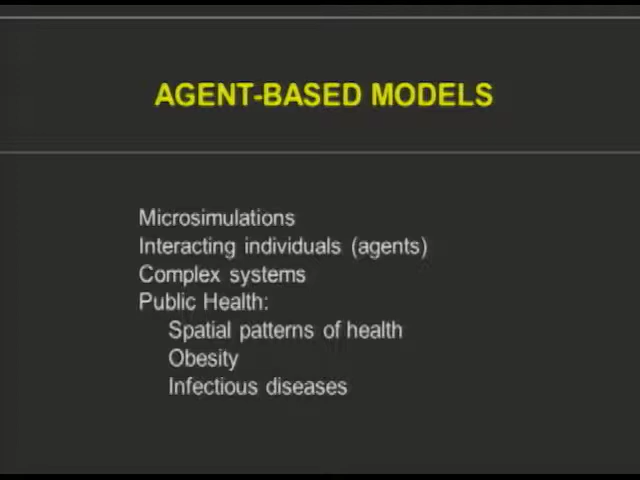 AGENT-BASED MODELS
Microsimulations
Interacting individuals (agents)
Complex systems
Public Health:
Spatial patterns of health
Obesity
Infectious diseases